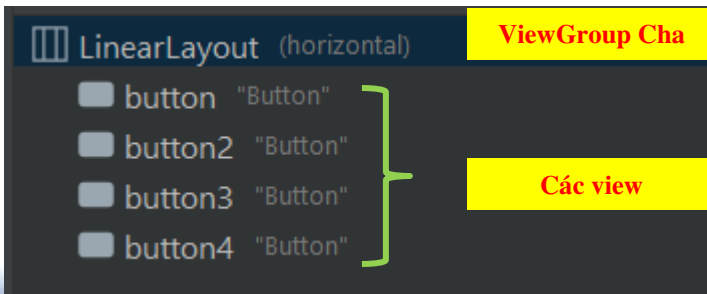 LinearLayout (horizontal)
ViewGroup Cha
button "Button"
button2 "Button"
button3 "Button"
Các view
button4 "Button"